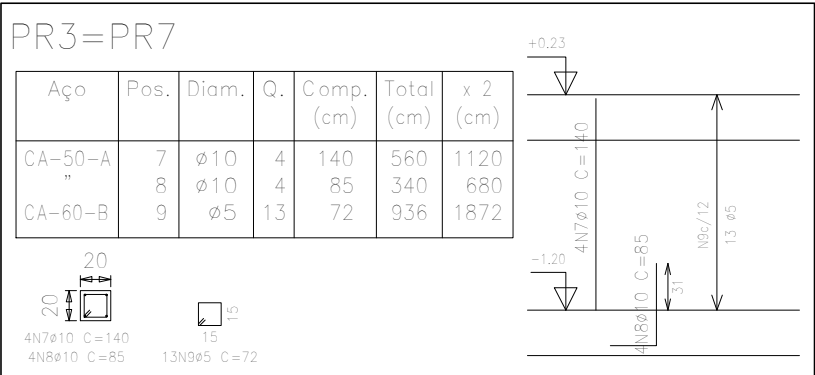 PR3=PR7
Aço Pos. Diam. Q. Comp. (cm) Total (cm) x 2 (cm)
CA-50-A 7 ø10 4 140 560 1120
" 8 ø10 4 85 340 680
CA-60-B 9 ø5 13 72 936 1872
20
20
4N7ø10 C=140
4N8ø10 C=85
15
15
13N9ø5 C=72
+0.23
4N7ø10 C=140
N9c/12
13 ø5
-1.20
4N8ø10 C=85
31